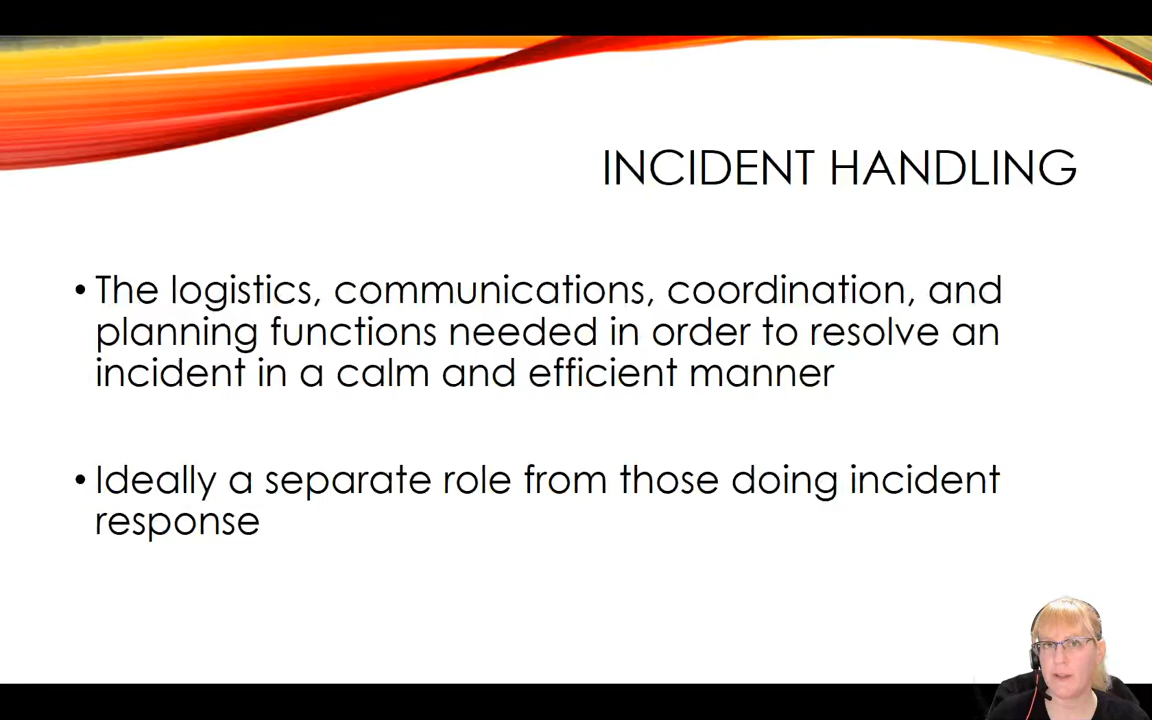 INCIDENT HANDLING
• The logistics, communications, coordination, and
planning functions needed in order to resolve an
incident in a calm and efficient manner
• Ideally a separate role from those doing incident
response